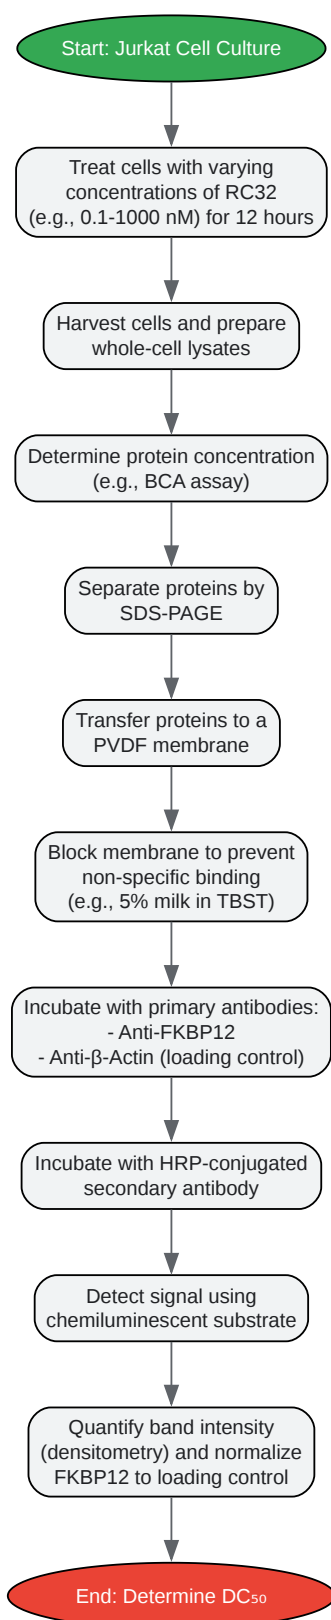 Start: Jurkat Cell Culture
Treat cells with varying
concentrations of RC32
(e.g., 0.1-1000 nM) for 12 hours
Harvest cells and prepare
whole-cell lysates
Determine protein concentration
(e.g., BCA assay)
Separate proteins by
SDS-PAGE
Transfer proteins to a
PVDF membrane
Block membrane to prevent
non-specific binding
(e.g., 5% milk in TBST)
Incubate with primary antibodies:
- Anti-FKBP12
- Anti-β-Actin (loading control)
Incubate with HRP-conjugated
secondary antibody
Detect signal using
chemiluminescent substrate
Quantify band intensity
(densitometry) and normalize
FKBP12 to loading control
End: Determine DC₅₀